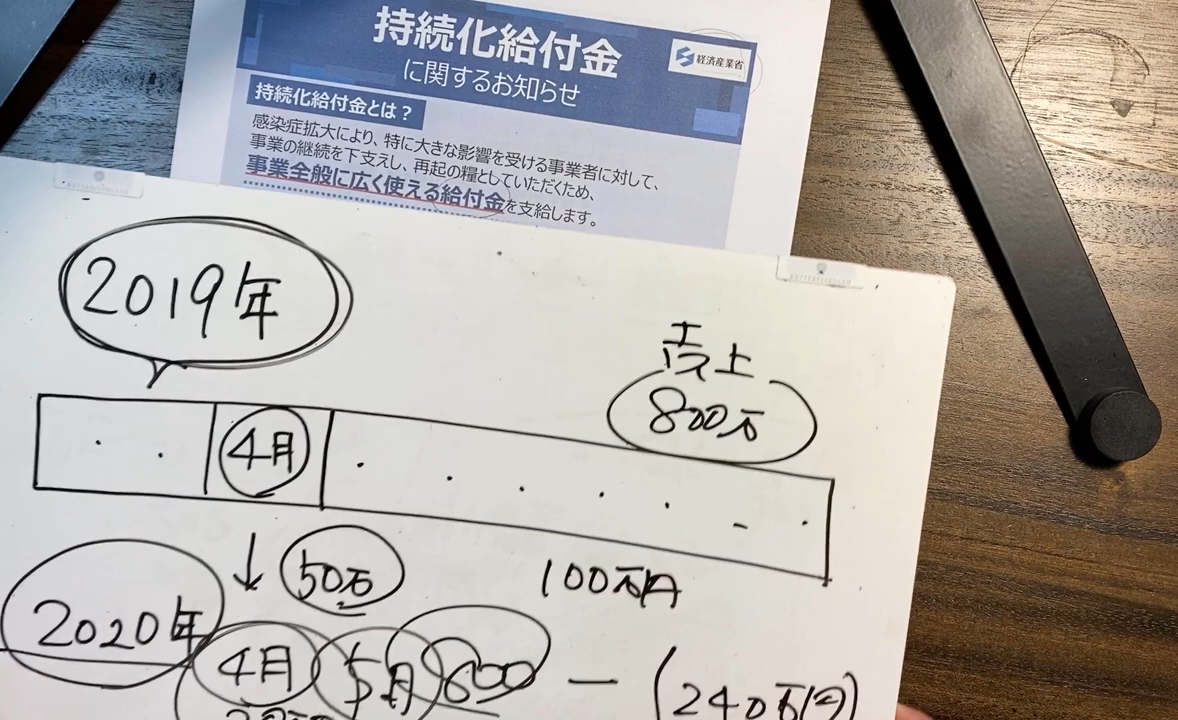 持続化給付金
経済産業省
に関するお知らせ
持続化給付金とは？
感染症拡大により、特に大きな影響を受ける事業者に対して、
事業の継続を下支えし、再起の糧としていただくため、
事業全般に広く使える給付金を支給します。
2019年
売上
800万
4月
50万
100万円
2020年
4月 5月 600 ー (240万円)